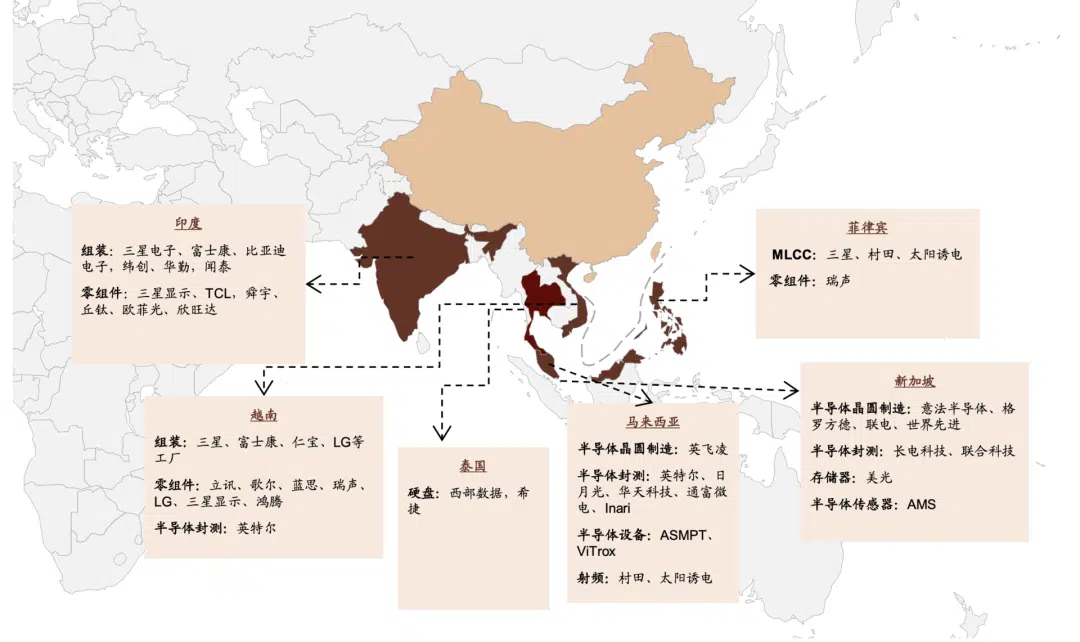 印度
组装：三星电子、富士康、比亚迪
电子，纬创、华勤，闻泰
零组件：三星显示、TCL，舜宇、
丘钛、欧菲光、欣旺达
菲律宾
MLCC：三星、村田、太阳诱电
零组件：瑞声
越南
组装：三星、富士康、仁宝、LG等
工厂
零组件：立讯、歌尔、蓝思、瑞声、
LG、三星显示、鸿腾
半导体封测：英特尔
泰国
硬盘：西部数据，希
捷
马来西亚
半导体晶圆制造：英飞凌
半导体封测：英特尔、日
月光、华天科技、通富微
电、Inari
半导体设备：ASMPT、
ViTrox
射频：村田、太阳诱电
新加坡
半导体晶圆制造：意法半导体、格
罗方德、联电、世界先进
半导体封测：长电科技、联合科技
存储器：美光
半导体传感器：AMS